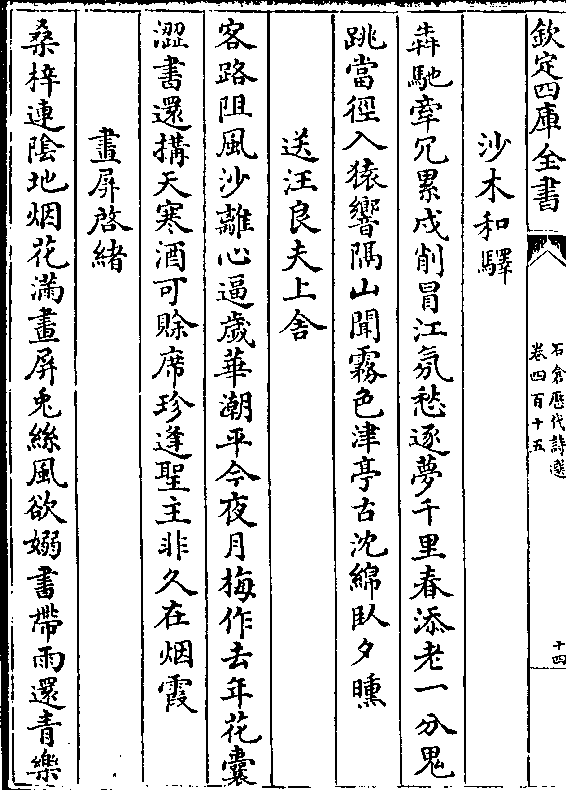 欽定四庫全書
石倉歷代詩選
卷四百十五
十四
沙木和驛
犇馳牽冗累戍削冒江氛愁逐夢千里春添老一分鬼
跳當徑入猿響隔山聞霧色津亭古沈綿臥夕曛
送汪良夫上舍
客路阻風沙離心逼歲華潮平今夜月梅作去年花囊
澀書還搆天寒酒可賒席珍逢聖主非久在烟霞
畫屏啓緒
桑梓連陰地烟花滿畫屏兎絲風欲嫋書帶雨還青樂